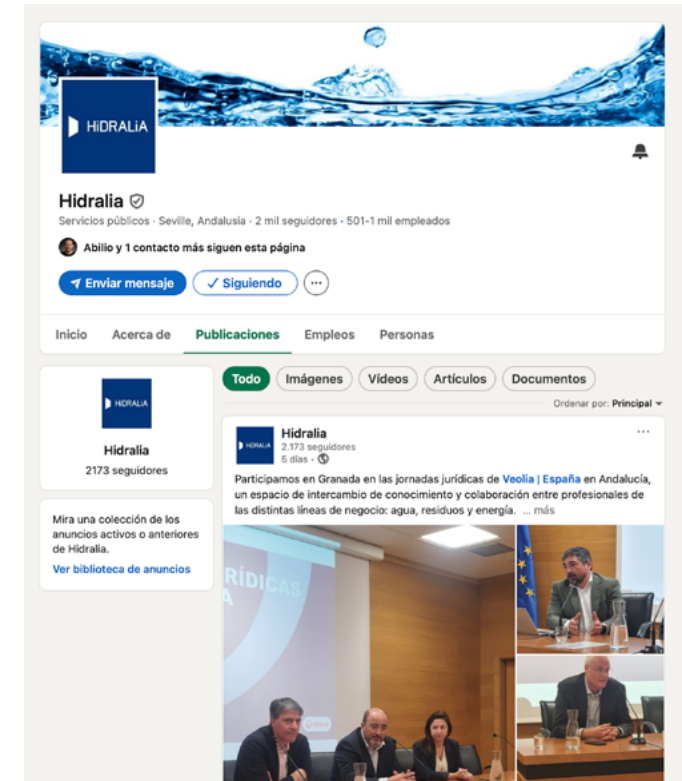 HiDRALiA
Hidralia
Servicios públicos · Seville, Andalusia · 2 mil seguidores · 501-1 mil empleados
Abilio y 1 contacto más siguen esta página
Enviar mensaje
Siguiendo
Inicio Acerca de Publicaciones Empleos Personas
HiDRALiA
Hidralia
2173 seguidores
Mira una colección de los
anuncios activos o anteriores
de Hidralia.
Ver biblioteca de anuncios
Todo Imágenes Vídeos Artículos Documentos
Ordenar por: Principal
HiDRALiA
Hidralia
2.173 seguidores
5 días ·
Participamos en Granada en las jornadas jurídicas de Veolia | España en Andalucía,
un espacio de intercambio de conocimiento y colaboración entre profesionales de
las distintas líneas de negocio: agua, residuos y energía. ... más
RÍDICAS
A